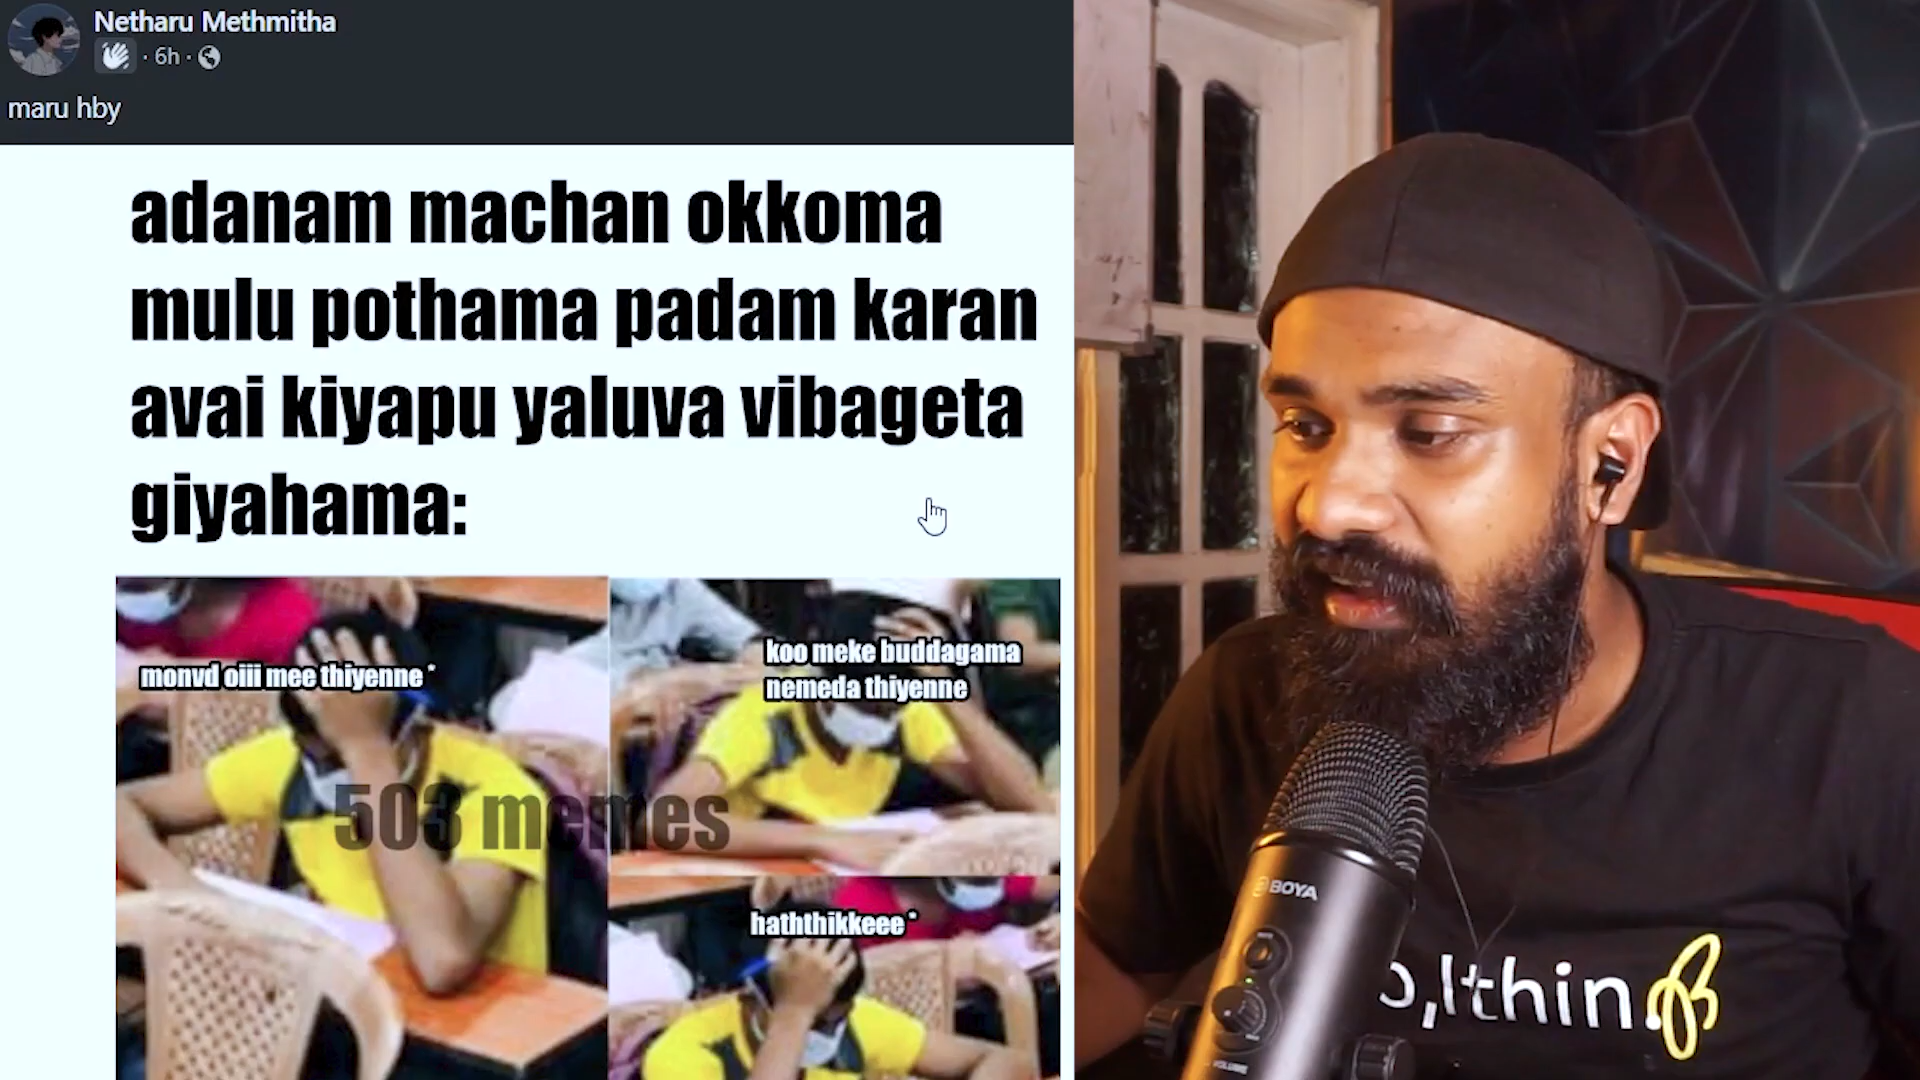 Netharu Methmitha
· 6h ·
maru hby
adanam machan okkoma
mulu pothama padam karan
avai kiyapu yaluva vibageta
giyahama:
monvd oiii mee thiyenne *
koo meke buddagama
nemeda thiyenne
503 memes
haththikkeee *
BOYA
VOLUME